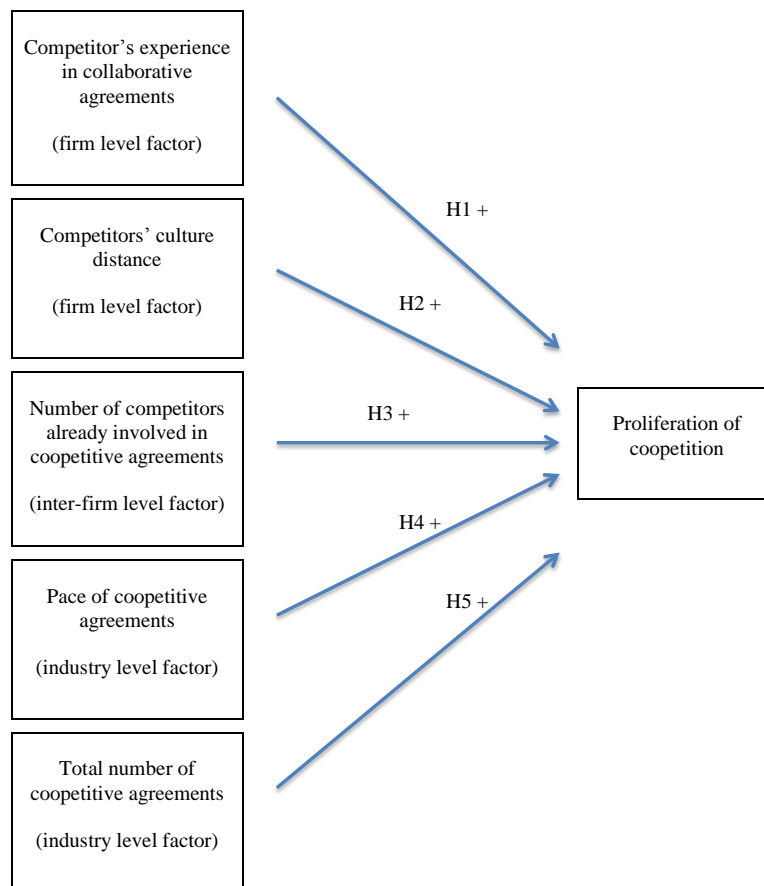 Competitor’s experience
in collaborative
agreements
(firm level factor)
H1 +
Competitors’ culture
distance
(firm level factor)
H2 +
Number of competitors
already involved in
coopetitive agreements
(inter-firm level factor)
H3 +
Proliferation of
coopetition
Pace of coopetitive
agreements
(industry level factor)
H4 +
Total number of
coopetitive agreements
(industry level factor)
H5 +